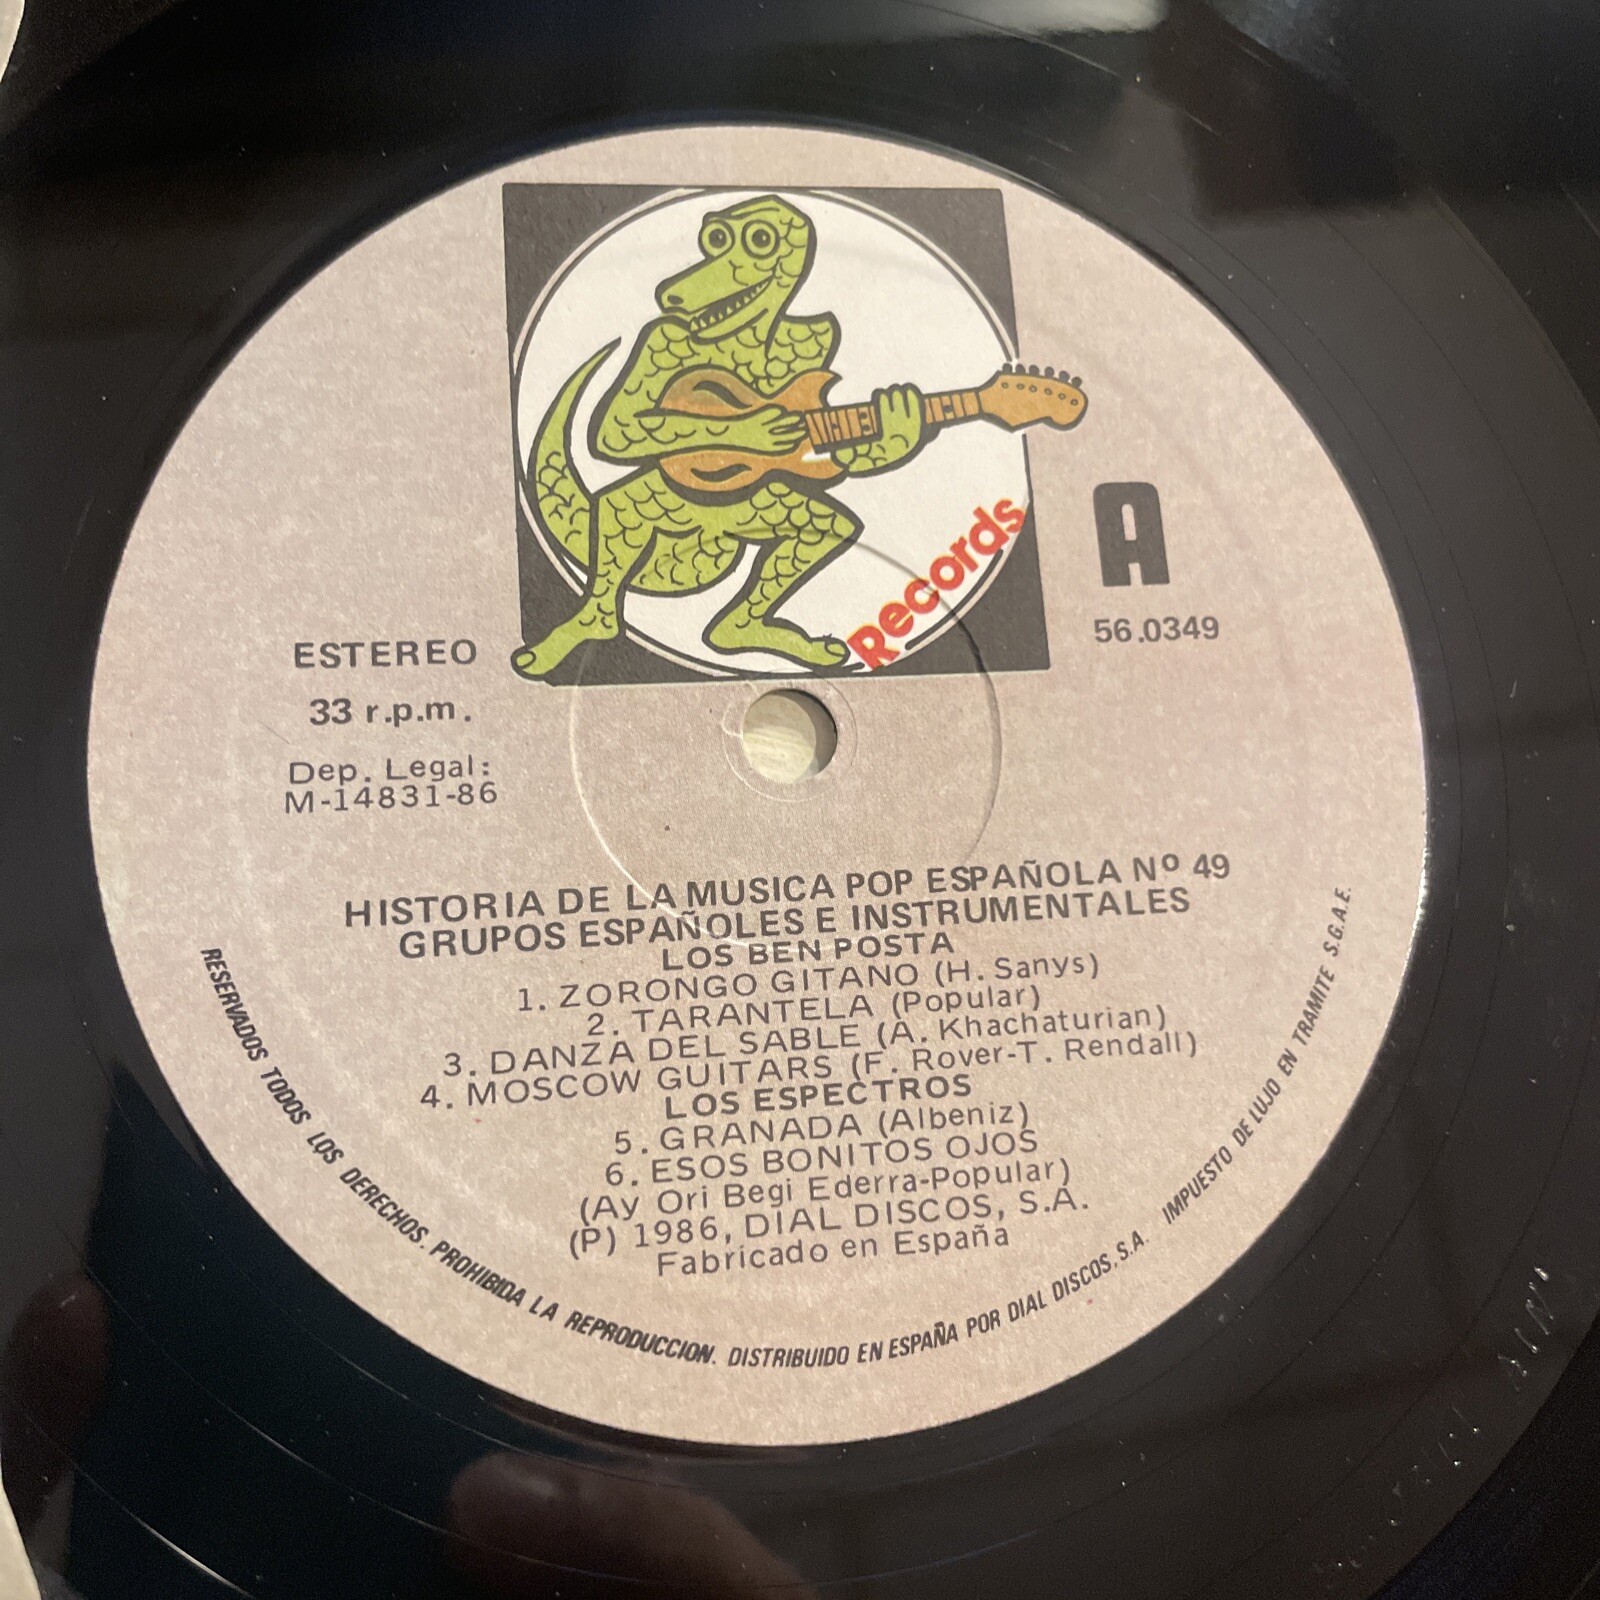 Records
A
56.0349
ESTEREO
33 r.p.m.
Dep. Legal:
M-14831-86
HISTORIA DE LA MUSICA POP ESPAÑOLA Nº 49
GRUPOS ESPAÑOLES E INSTRUMENTALES
LOS BEN POSTA
1. ZORONGO GITANO (H. Sanys)
2. TARANTELA (Popular)
3. DANZA DEL SABLE (A. Khachaturian)
4. MOSCOW GUITARS (F. Rover-T. Rendall)
LOS ESPECTROS
5. GRANADA (Albeniz)
6. ESOS BONITOS OJOS
(Ay Ori Begi Ederra-Popular)
(P) 1986, DIAL DISCOS, S.A.
Fabricado en España
RESERVADOS TODOS LOS DERECHOS. PROHIBIDA LA REPRODUCCION. DISTRIBUIDO EN ESPAÑA POR DIAL DISCOS, S.A. IMPUESTO DE LUJO EN TRAMITE S.G.A.E.